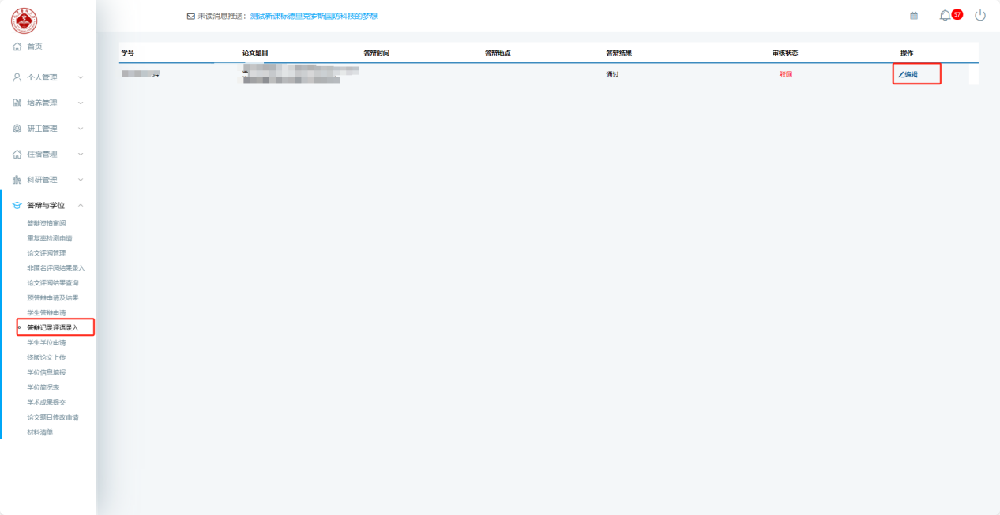 未读消息推送：测试新课标德里克罗斯国防科技的梦想
57
首页
个人管理
培养管理
研工管理
住宿管理
科研管理
答辩与学位
答辩资格审阅
重复率检测申请
论文评阅管理
非匿名评阅结果录入
论文评阅结果查询
预答辩申请及结果
学生答辩申请
答辩记录评语录入
学生学位申请
终版论文上传
学位信息填报
学位简况表
学术成果提交
论文题目修改申请
材料清单
学号 论文题目 答辩时间 答辩地点 答辩结果 审核状态 操作
通过 驳回 编辑